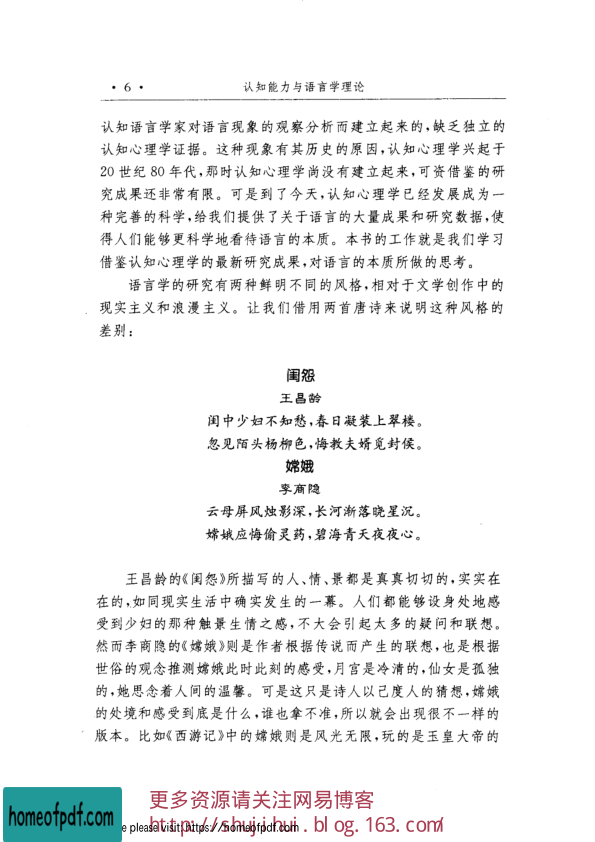 · 6 · 认知能力与语言学理论
认知语言学家对语言现象的观察分析而建立起来的,缺乏独立的
认知心理学证据。这种现象有其历史的原因,认知心理学兴起于
20 世纪 80 年代,那时认知心理学尚没有建立起来,可资借鉴的研
究成果还非常有限。可是到了今天,认知心理学已经发展成为一
种完善的科学,给我们提供了关于语言的大量成果和研究数据,使
得人们能够更科学地看待语言的本质。本书的工作就是我们学习
借鉴认知心理学的最新研究成果,对语言的本质所做的思考。
语言学的研究有两种鲜明不同的风格,相对于文学创作中的
现实主义和浪漫主义。让我们借用两首唐诗来说明这种风格的
差别:
闺怨
王昌龄
闺中少妇不知愁,春日凝装上翠楼。
忽见陌头杨柳色,悔教夫婿觅封侯。
嫦娥
李商隐
云母屏风烛影深,长河渐落晓星沉。
嫦娥应悔偷灵药,碧海青天夜夜心。
王昌龄的《闺怨》所描写的人、情、景都是真真切切的,实实在
在的,如同现实生活中确实发生的一幕。人们都能够设身处地感
受到少妇的那种触景生情之感,不大会引起太多的疑问和联想。
然而李商隐的《嫦娥》则是作者根据传说而产生的联想,也是根据
世俗的观念推测嫦娥此时此刻的感受,月宫是冷清的,仙女是孤独
的,她思念着人间的温馨。可是这只是诗人以己度人的猜想,嫦娥
的处境和感受到底是什么,谁也拿不准,所以就会出现很不一样的
版本。比如《西游记》中的嫦娥则是风光无限,玩的是玉皇大帝的
更多资源请关注网易博客
http://shujihui.blog.163.com/
homeofpdf.com
e please visit: https://homeofpdf.com